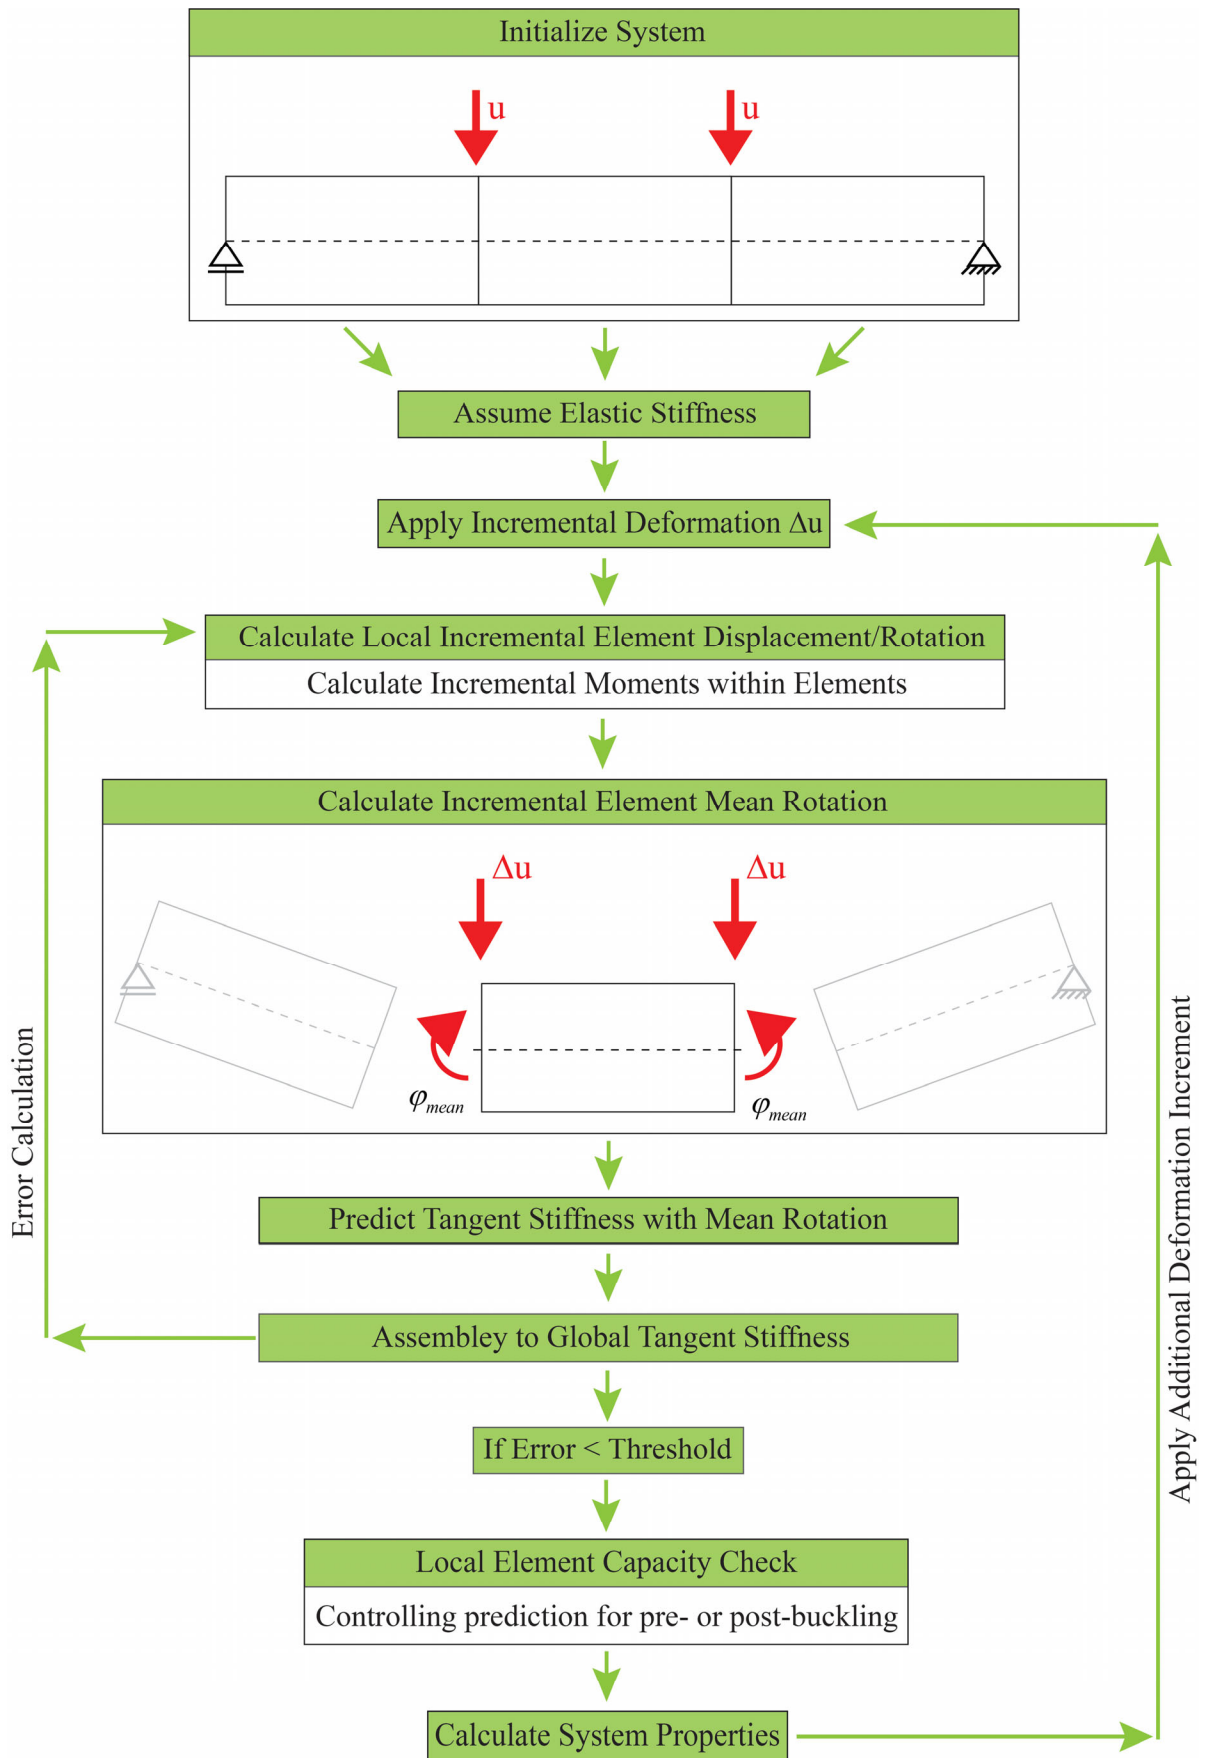 Initialize System
u
u
Assume Elastic Stiffness
Apply Incremental Deformation Δu
Calculate Local Incremental Element Displacement/Rotation
Calculate Incremental Moments within Elements
Calculate Incremental Element Mean Rotation
Δu
Δu
φmean
φmean
Predict Tangent Stiffness with Mean Rotation
Assembley to Global Tangent Stiffness
If Error < Threshold
Local Element Capacity Check
Controlling prediction for pre- or post-buckling
Calculate System Properties
Error Calculation
Apply Additional Deformation Increment